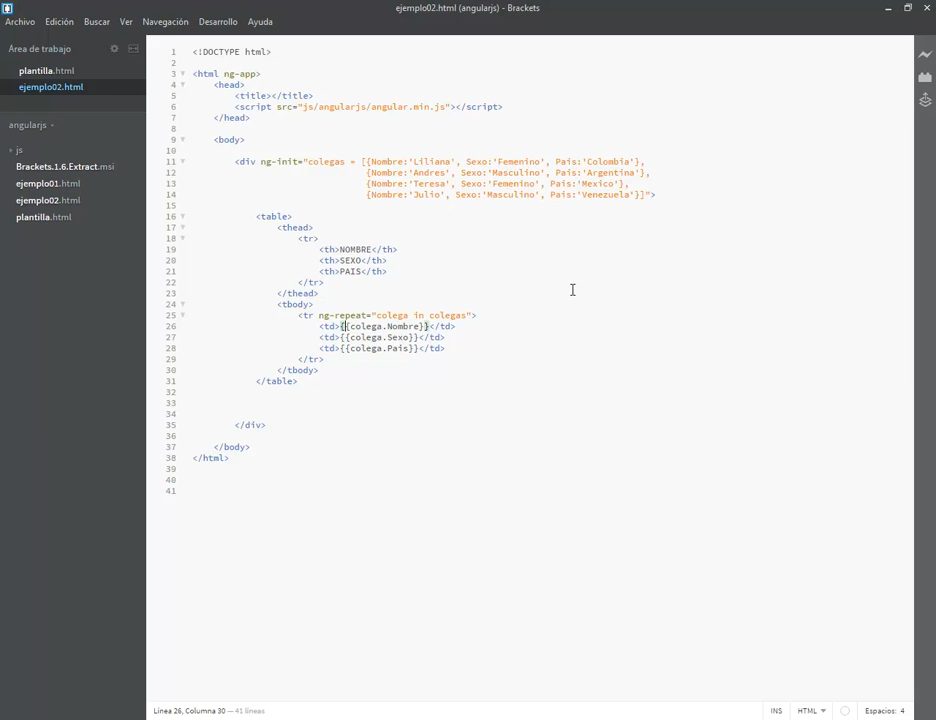 ejemplo02.html (angularjs) - Brackets
Archivo Edición Buscar Ver Navegación Desarrollo Ayuda
Área de trabajo
plantilla.html
ejemplo02.html
angularjs
js
Brackets.1.6.Extract.msi
ejemplo01.html
ejemplo02.html
plantilla.html
1 <!DOCTYPE html>
2
3 <html ng-app>
4 <head>
5 <title></title>
6 <script src="js/angularjs/angular.min.js"></script>
7 </head>
8
9 <body>
10
11 <div ng-init="colegas = [{Nombre:'Liliana', Sexo:'Femenino', Pais:'Colombia'},
12 {Nombre:'Andres', Sexo:'Masculino', Pais:'Argentina'},
13 {Nombre:'Teresa', Sexo:'Femenino', Pais:'Mexico'},
14 {Nombre:'Julio', Sexo:'Masculino', Pais:'Venezuela'}]">
15
16 <table>
17 <thead>
18 <tr>
19 <th>NOMBRE</th>
20 <th>SEXO</th>
21 <th>PAIS</th>
22 </tr>
23 </thead>
24 <tbody>
25 <tr ng-repeat="colega in colegas">
26 <td>{{colega.Nombre}}</td>
27 <td>{{colega.Sexo}}</td>
28 <td>{{colega.Pais}}</td>
29 </tr>
30 </tbody>
31 </table>
32
33
34
35 </div>
36
37 </body>
38 </html>
39
40
41
Línea 26, Columna 30 — 41 líneas INS HTML Espacios: 4